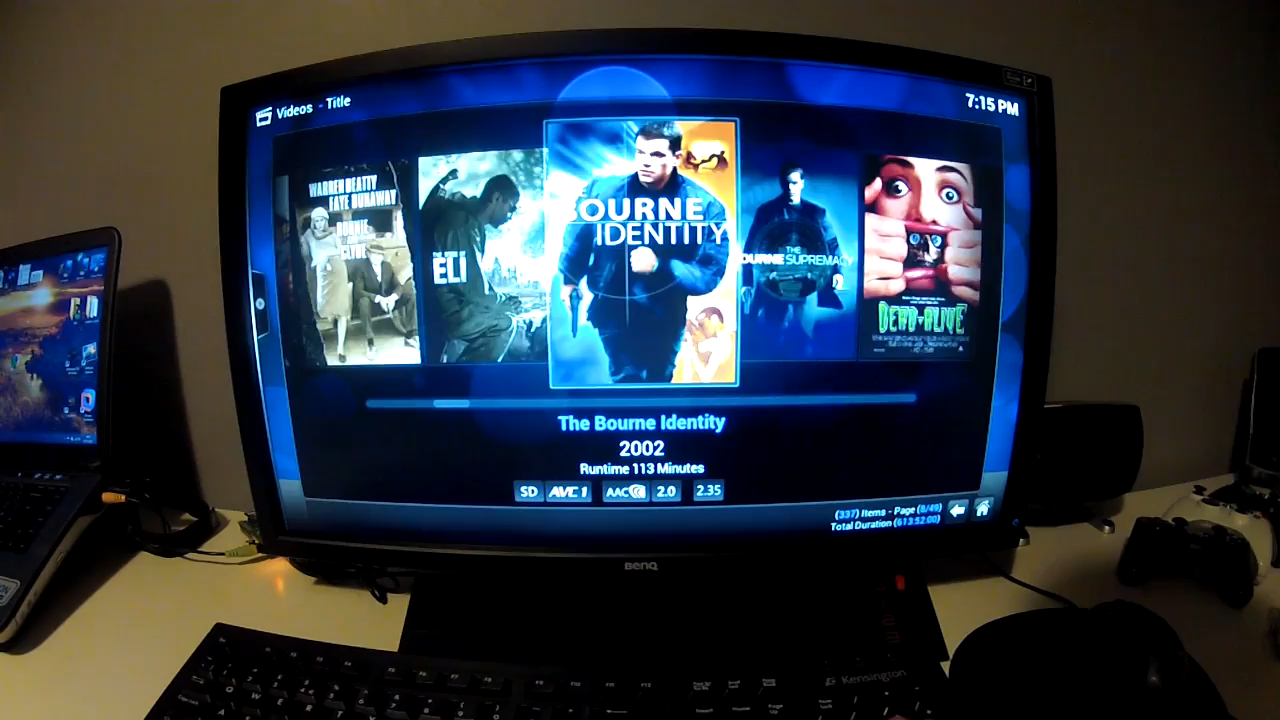 Videos - Title
7:15 PM
WARREN BEATTY
FAYE DUNAWAY
BONNIE
CLYDE
ELI
BOURNE
IDENTITY
THE
BOURNE SUPREMACY
DEAD-ALIVE
The Bourne Identity
2002
Runtime 113 Minutes
SD AVC1 AAC 2.0 2.35
(337) Items - Page (8/49)
Total Duration (613:52:00)
BenQ
Kensington